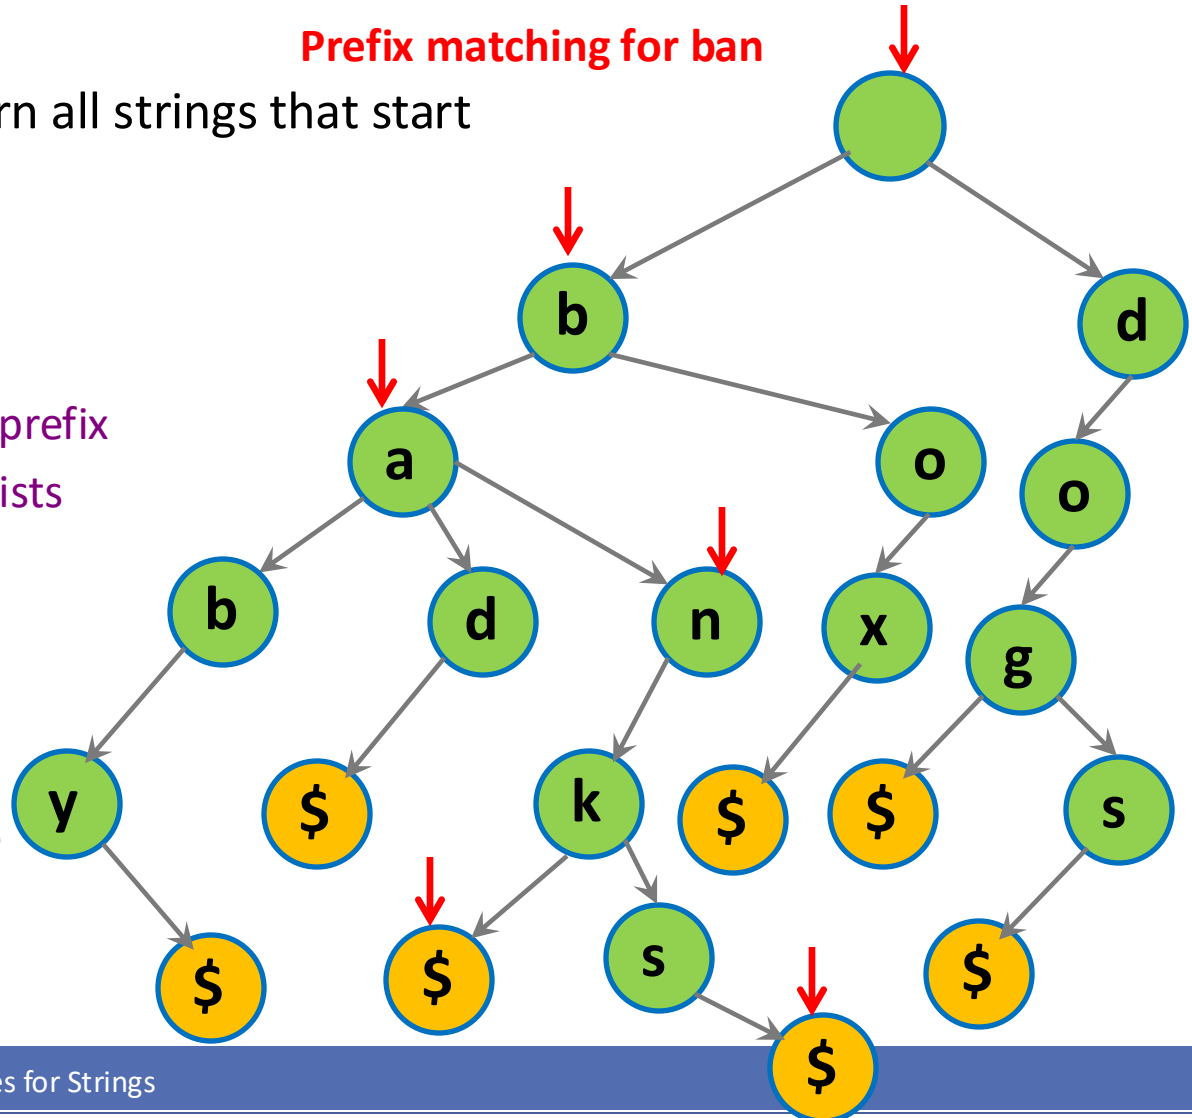 Prefix matching for ban
rn all strings that start
b
d
a
o
o
prefix
ists
b
d
n
x
g
y
$
k
$
$
s
$
$
s
$
$
es for Strings